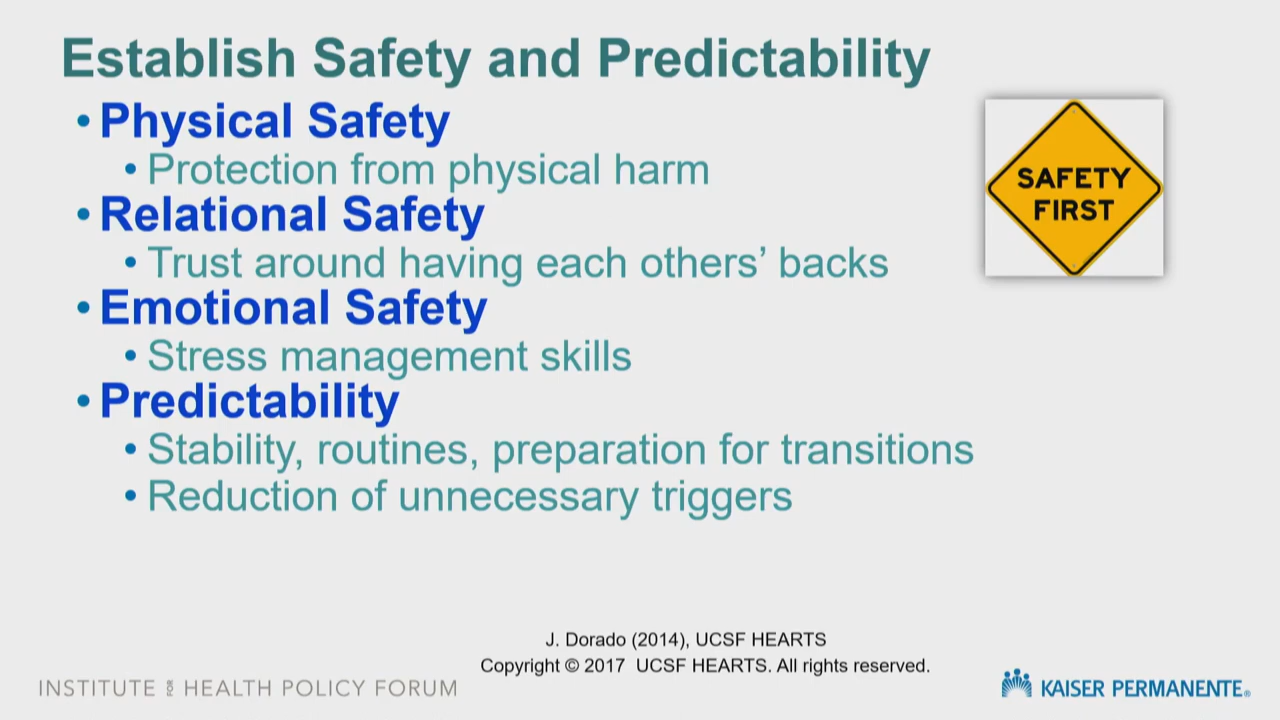 Establish Safety and Predictability
• Physical Safety
• Protection from physical harm
• Relational Safety
• Trust around having each others’ backs
• Emotional Safety
• Stress management skills
• Predictability
• Stability, routines, preparation for transitions
• Reduction of unnecessary triggers
SAFETY
FIRST
J. Dorado (2014), UCSF HEARTS
Copyright © 2017 UCSF HEARTS. All rights reserved.
INSTITUTE FOR HEALTH POLICY FORUM
KAISER PERMANENTE®